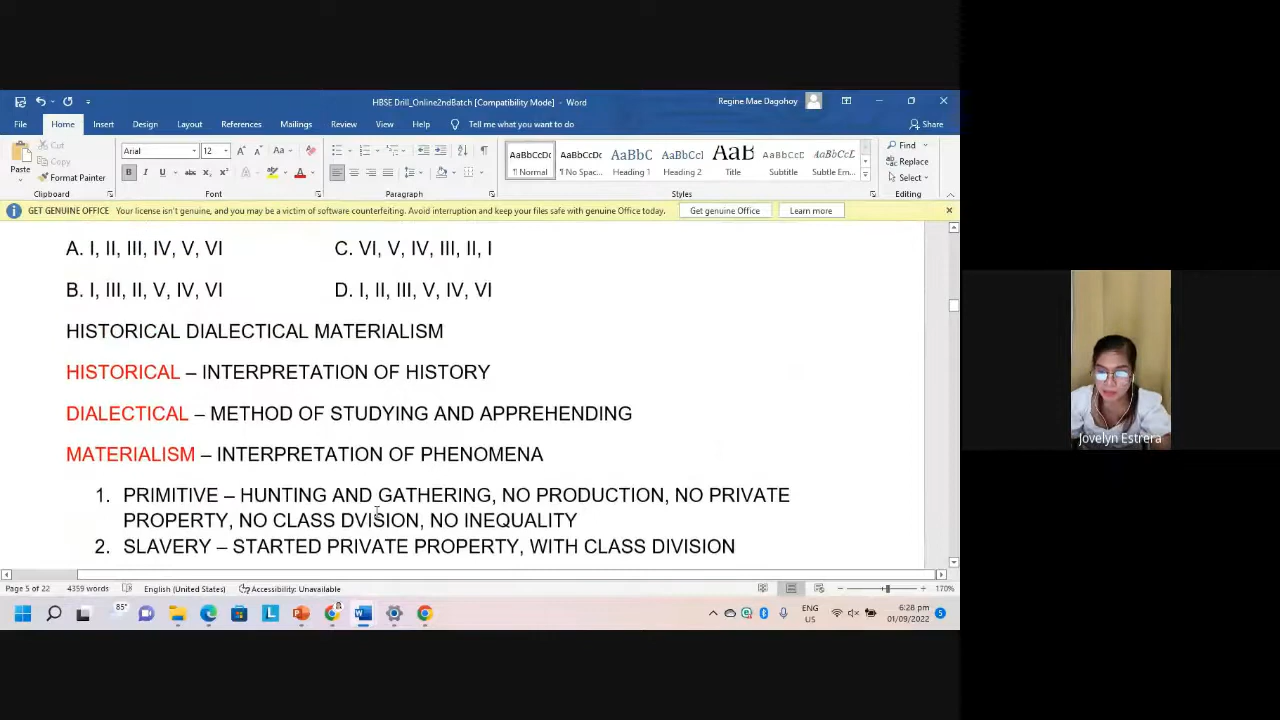 HBSE Drill_Online2ndBatch [Compatibility Mode] - Word
Regine Mae Dagohoy
File Home Insert Design Layout References Mailings Review View Help Tell me what you want to do Share
Paste
Cut
Copy
Format Painter
Clipboard
Arial 12
Font
Paragraph
AaBbCcDc AaBbCcDc AaBbC AaBbCcl AaB AaBbCcD AaBbCcL
¶ Normal ¶ No Spac... Heading 1 Heading 2 Title Subtitle Subtle Em...
Styles
Find
Replace
Select
Editing
GET GENUINE OFFICE Your license isn't genuine, and you may be a victim of software counterfeiting. Avoid interruption and keep your files safe with genuine Office today. Get genuine Office Learn more
A. I, II, III, IV, V, VI C. VI, V, IV, III, II, I
B. I, III, II, V, IV, VI D. I, II, III, V, IV, VI
HISTORICAL DIALECTICAL MATERIALISM
HISTORICAL – INTERPRETATION OF HISTORY
DIALECTICAL – METHOD OF STUDYING AND APPREHENDING
MATERIALISM – INTERPRETATION OF PHENOMENA
1. PRIMITIVE – HUNTING AND GATHERING, NO PRODUCTION, NO PRIVATE
PROPERTY, NO CLASS DVISION, NO INEQUALITY
2. SLAVERY – STARTED PRIVATE PROPERTY, WITH CLASS DIVISION
Page 5 of 22 4359 words English (United States) Accessibility: Unavailable 170%
85°
ENG
US
6:28 pm
01/09/2022
5
Jovelyn Estrera